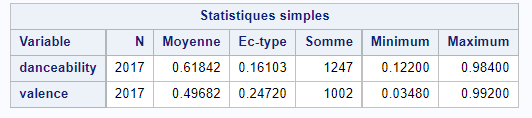 Statistiques simples
Variable N Moyenne Ec-type Somme Minimum Maximum
danceability 2017 0.61842 0.16103 1247 0.12200 0.98400
valence 2017 0.49682 0.24720 1002 0.03480 0.99200